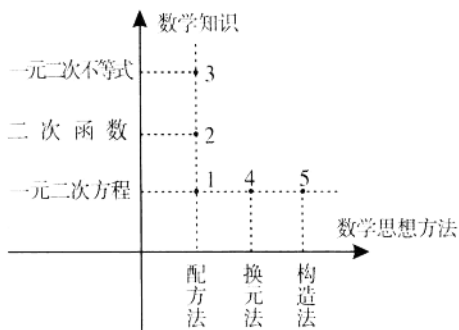 数学知识
一元二次不等式
3
二次函数
2
一元二次方程
1
4
5
数学思想方法
配方法
换元法
构造法